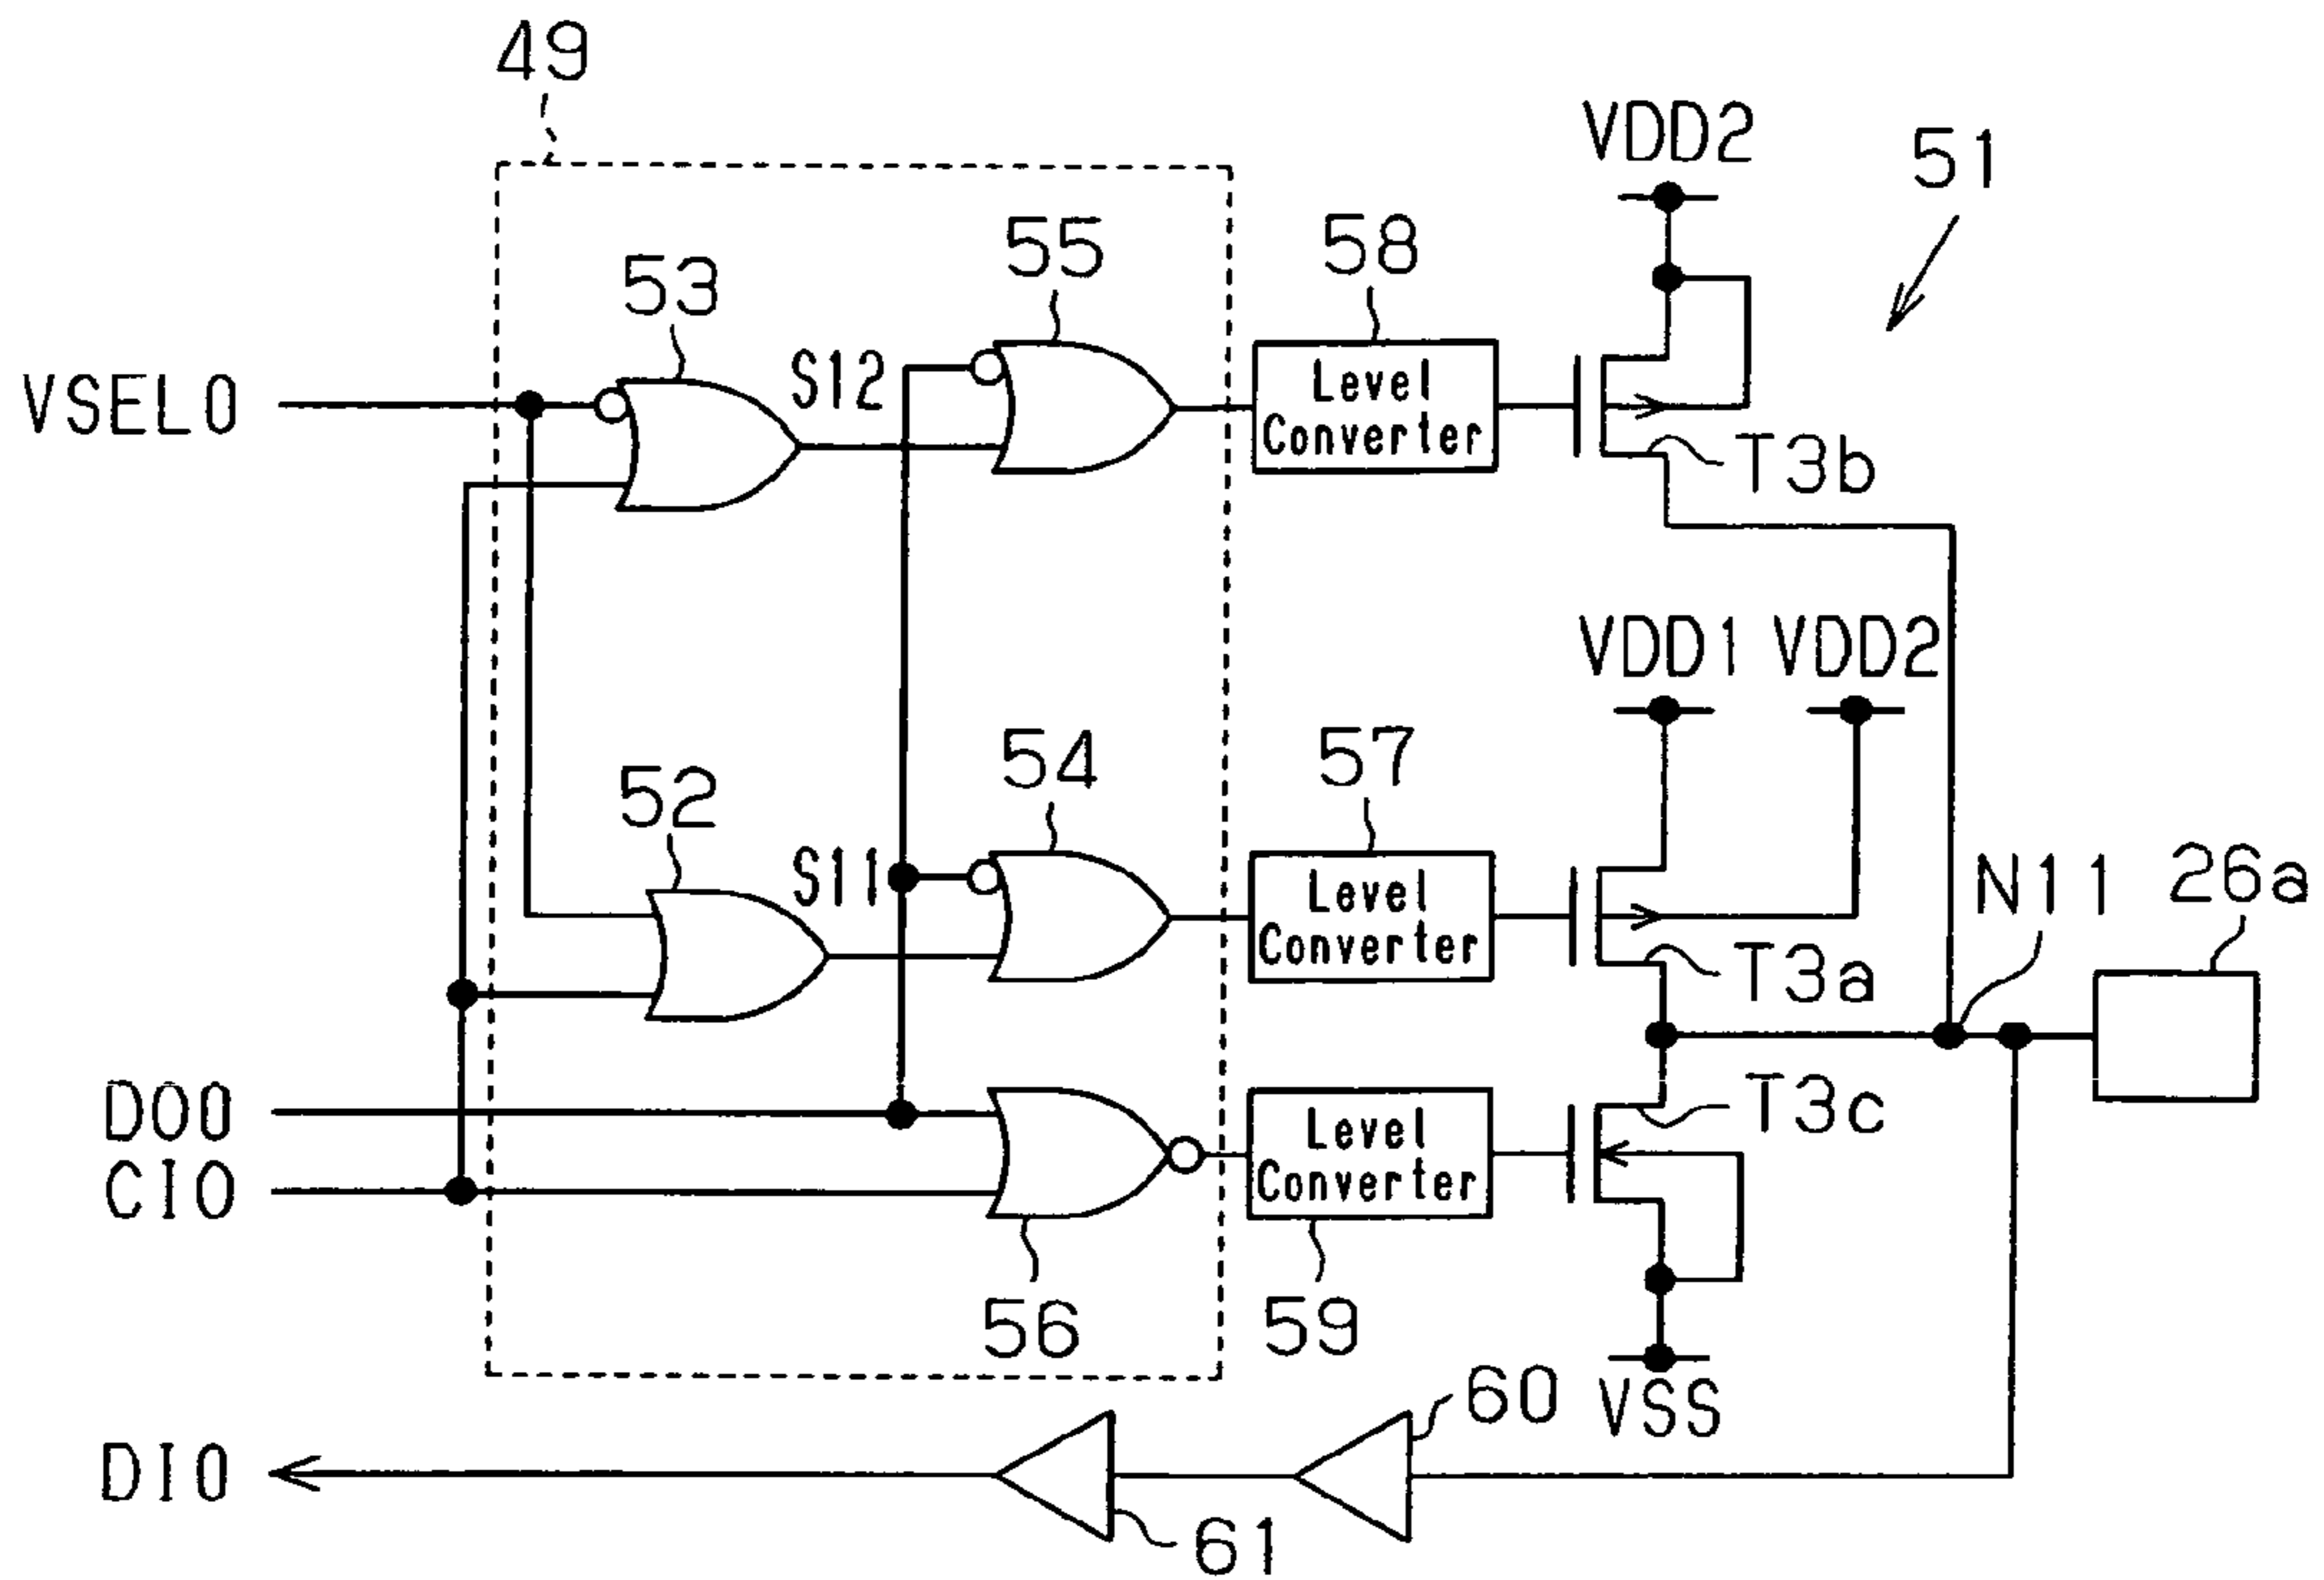 49
VDD2
51
55
58
53
S12
VSEL0
Level
Converter
T3b
VDD1 VDD2
54
57
52
S11
N11
26a
Level
Converter
T3a
DO0
T3c
Level
Converter
CI0
56
59
60
VSS
DI0
61